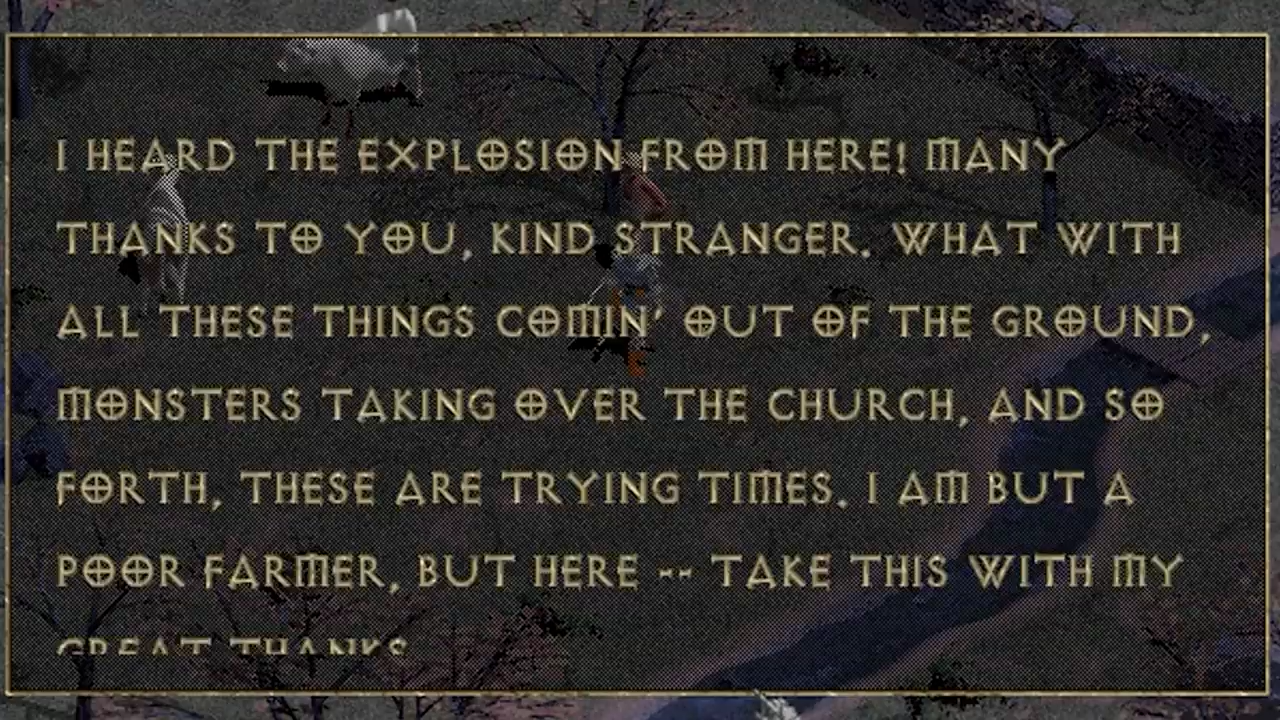 I HEARD THE EXPLOSION FROM HERE! MANY
THANKS TO YOU, KIND STRANGER. WHAT WITH
ALL THESE THINGS COMIN' OUT OF THE GROUND,
MONSTERS TAKING OVER THE CHURCH, AND SO
FORTH, THESE ARE TRYING TIMES. I AM BUT A
POOR FARMER, BUT HERE -- TAKE THIS WITH MY
GREAT THANKS